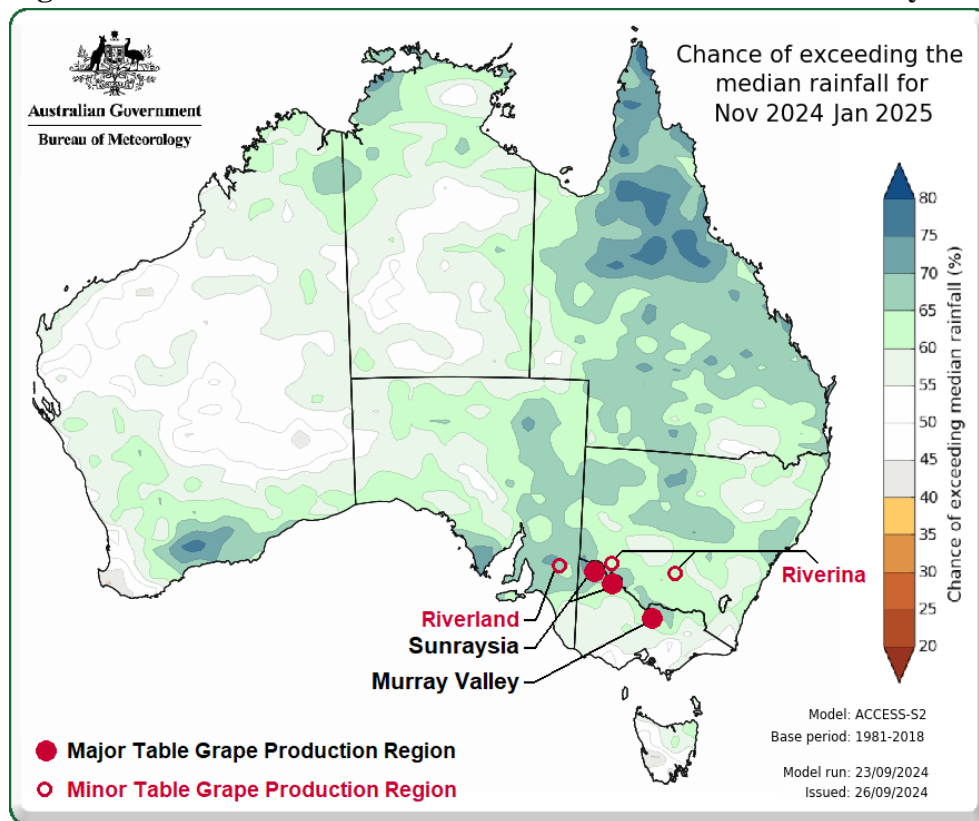 Australian Government
Bureau of Meteorology
Chance of exceeding the
median rainfall for
Nov 2024 Jan 2025
80
75
70
65
60
55
50
45
40
35
30
25
20
Chance of exceeding median rainfall (%)
Riverina
Riverland
Sunraysia
Murray Valley
Major Table Grape Production Region
Minor Table Grape Production Region
Model: ACCESS-S2
Base period: 1981-2018
Model run: 23/09/2024
Issued: 26/09/2024